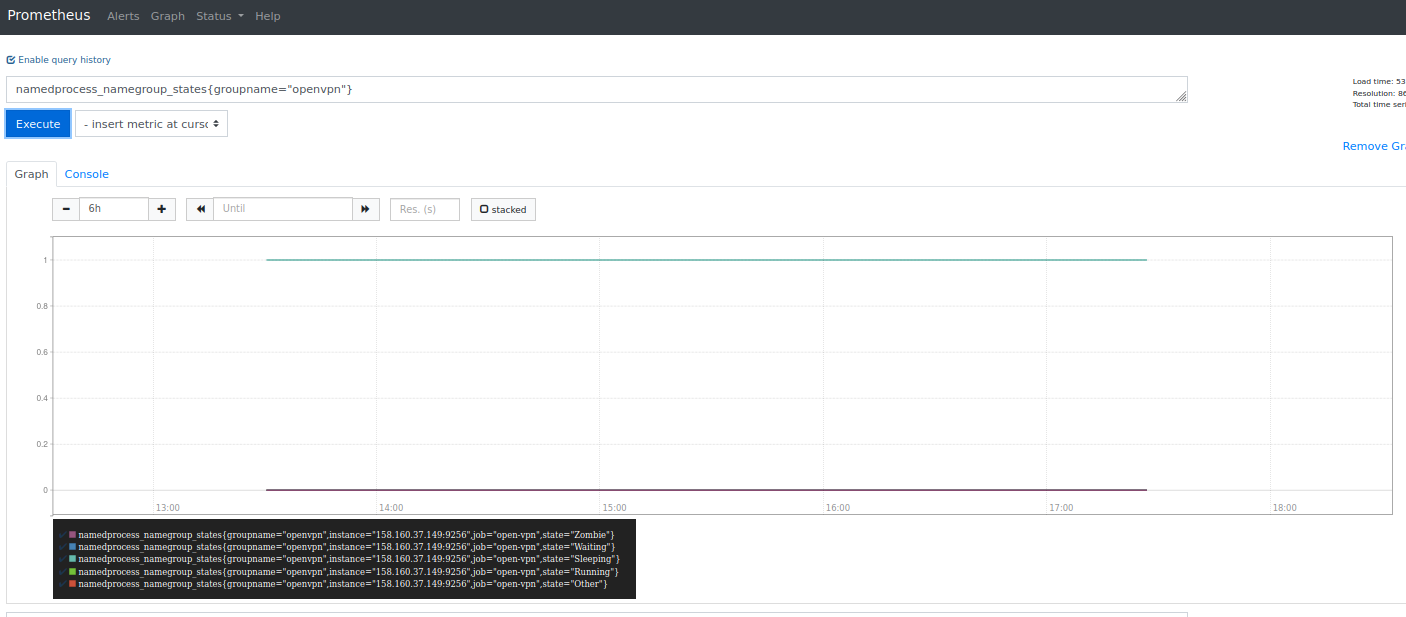 Prometheus Alerts Graph Status Help
Enable query history
namedprocess_namegroup_states{groupname="openvpn"}
Load time: 53
Resolution: 86
Total time seri
Execute - insert metric at curso
Remove Gra
Graph Console
6h Until Res. (s) stacked
1
0.8
0.6
0.4
0.2
0
13:00 14:00 15:00 16:00 17:00 18:00
namedprocess_namegroup_states{groupname="openvpn",instance="158.160.37.149:9256",job="open-vpn",state="Zombie"}
namedprocess_namegroup_states{groupname="openvpn",instance="158.160.37.149:9256",job="open-vpn",state="Waiting"}
namedprocess_namegroup_states{groupname="openvpn",instance="158.160.37.149:9256",job="open-vpn",state="Sleeping"}
namedprocess_namegroup_states{groupname="openvpn",instance="158.160.37.149:9256",job="open-vpn",state="Running"}
namedprocess_namegroup_states{groupname="openvpn",instance="158.160.37.149:9256",job="open-vpn",state="Other"}